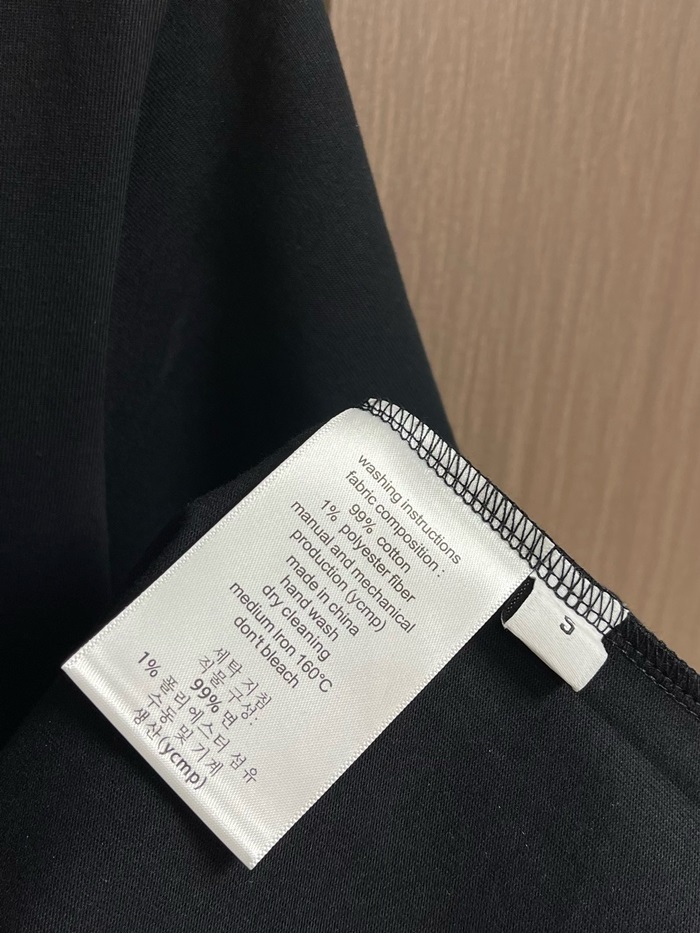 washing instructions
fabric composition :
99% cotton
1% polyester fiber
manual and mechanical
production (ycmp)
made in china
hand wash
dry cleaning
medium Iron 160°C
don't bleach
세탁 지침
직물 구성:
99% 면
1% 폴리 에스터 섬유
수동 및 기계
생산 (ycmp)